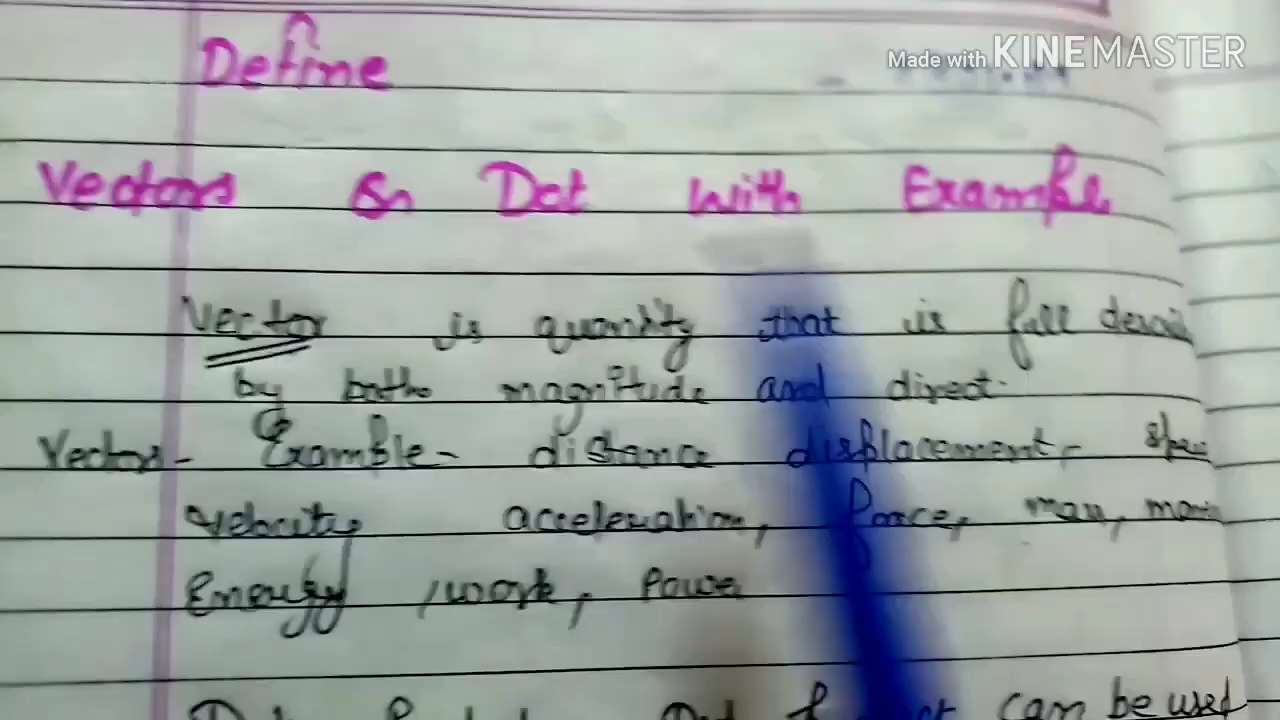 Made with KINEMASTER
Define
Vectors & Dot with Example
Vector is quantity that is full
by both magnitude and direct.
Vectors- Example- distance displacement,
velocity acceleration, force,
Energy, work, Power
can be used